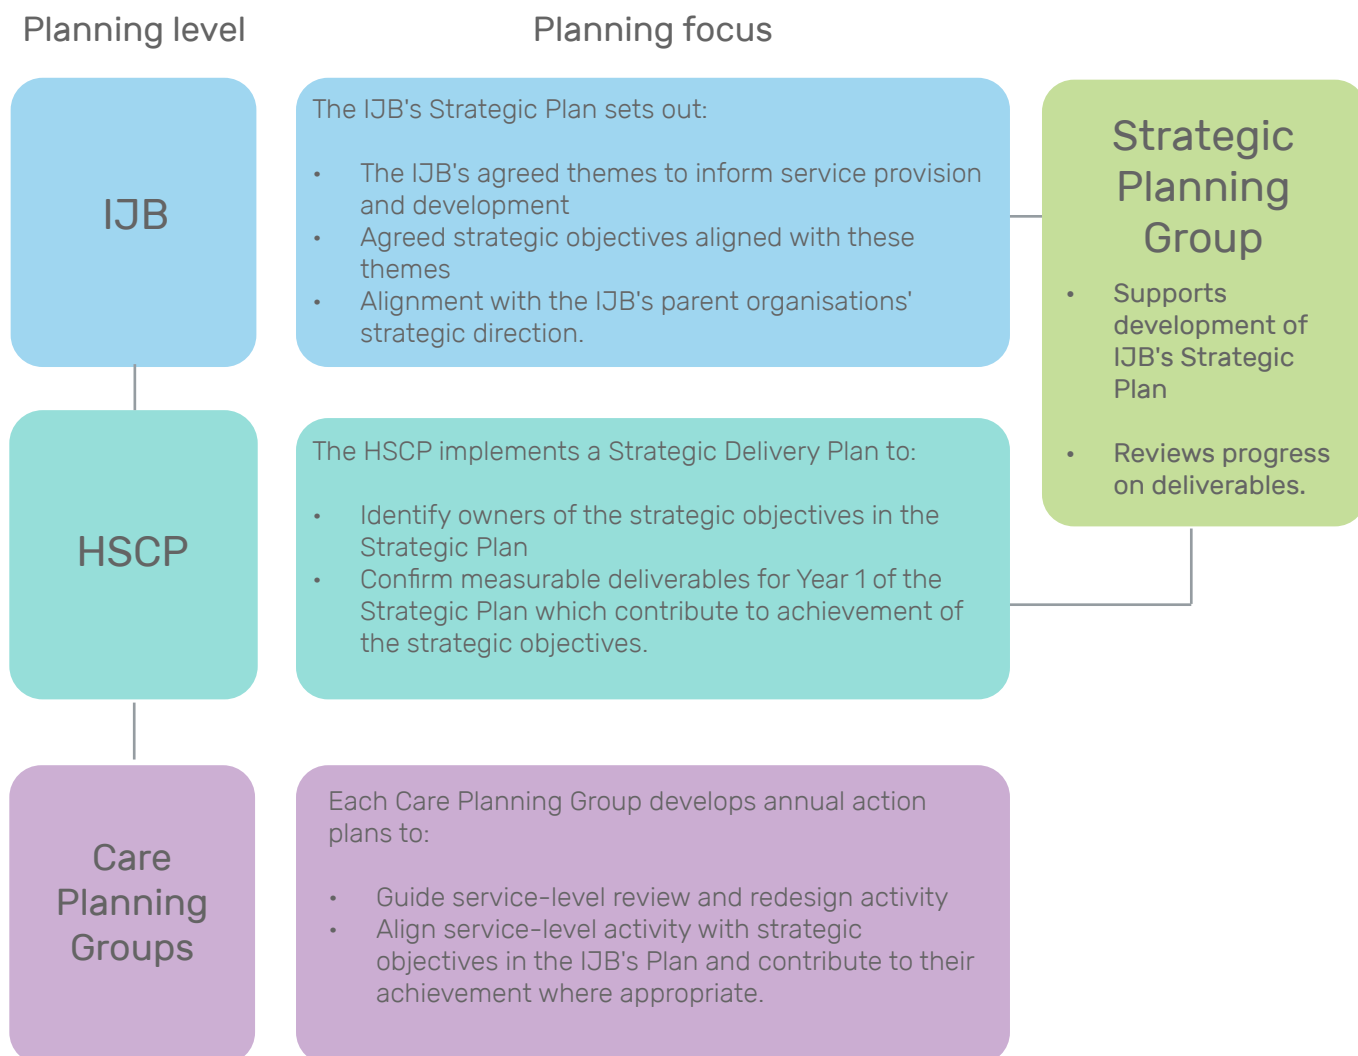 Planning level
Planning focus
IJB
The IJB's Strategic Plan sets out:
• The IJB's agreed themes to inform service provision
and development
• Agreed strategic objectives aligned with these
themes
• Alignment with the IJB's parent organisations'
strategic direction.
Strategic
Planning
Group
• Supports
development of
IJB's Strategic
Plan
• Reviews progress
on deliverables.
HSCP
The HSCP implements a Strategic Delivery Plan to:
• Identify owners of the strategic objectives in the
Strategic Plan
• Confirm measurable deliverables for Year 1 of the
Strategic Plan which contribute to achievement of
the strategic objectives.
Care
Planning
Groups
Each Care Planning Group develops annual action
plans to:
• Guide service-level review and redesign activity
• Align service-level activity with strategic
objectives in the IJB's Plan and contribute to their
achievement where appropriate.